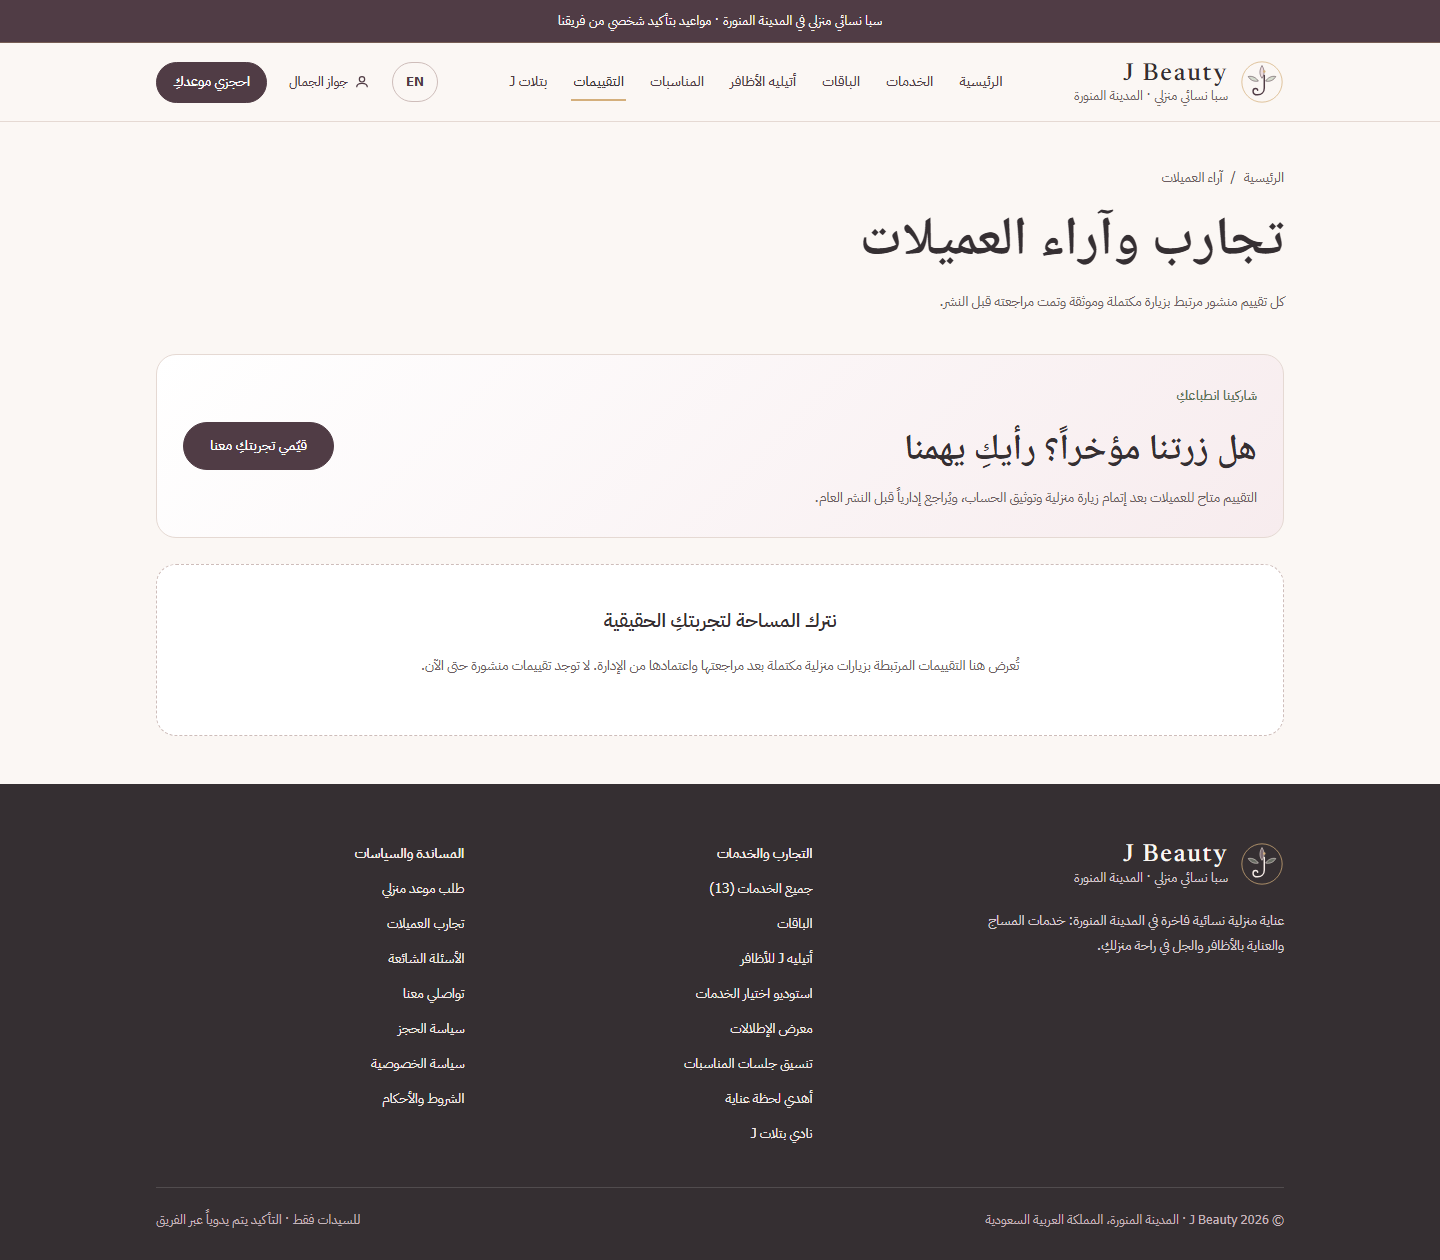 سبا نسائي منزلي في المدينة المنورة · مواعيد بتأكيد شخصي من فريقنا
J Beauty
سبا نسائي منزلي · المدينة المنورة
الرئيسية
الخدمات
الباقات
أتيليه الأظافر
المناسبات
التقييمات
بتلات J
EN
جواز الجمال
احجزي موعدكِ
الرئيسية / آراء العميلات
تجارب وآراء العميلات
كل تقييم منشور مرتبط بزيارة مكتملة وموثقة وتمت مراجعته قبل النشر.
شاركينا انطباعكِ
هل زرتنا مؤخراً؟ رأيكِ يهمنا
التقييم متاح للعميلات بعد إتمام زيارة منزلية وتوثيق الحساب، ويُراجع إدارياً قبل النشر العام.
قيّمي تجربتكِ معنا
نترك المساحة لتجربتكِ الحقيقية
تُعرض هنا التقييمات المرتبطة بزيارات منزلية مكتملة بعد مراجعتها واعتمادها من الإدارة. لا توجد تقييمات منشورة حتى الآن.
J Beauty
سبا نسائي منزلي · المدينة المنورة
عناية منزلية نسائية فاخرة في المدينة المنورة: خدمات المساج
والعناية بالأظافر والجل في راحة منزلكِ.
التجارب والخدمات
جميع الخدمات (13)
الباقات
أتيليه J للأظافر
استوديو اختيار الخدمات
معرض الإطلالات
تنسيق جلسات المناسبات
أهدي لحظة عناية
نادي بتلات J
المساندة والسياسات
طلب موعد منزلي
تجارب العميلات
الأسئلة الشائعة
تواصلي معنا
سياسة الحجز
سياسة الخصوصية
الشروط والأحكام
© 2026 J Beauty · المدينة المنورة، المملكة العربية السعودية
للسيدات فقط · التأكيد يتم يدوياً عبر الفريق